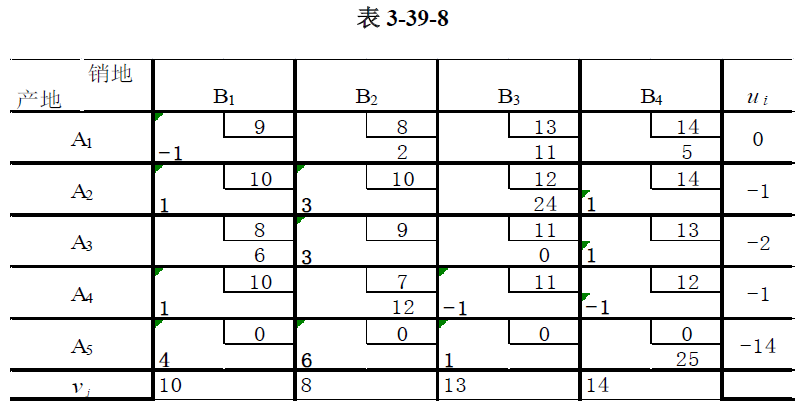 表 3-39-8
销地
产地 B1 B2 B3 B4 u i
9 8 13 14
A1 0
-1 2 11 5
10 10 12 14
A2 -1
1 3 24 1
8 9 11 13
A3 -2
6 3 0 1
10 7 11 12
A4 -1
1 12 -1 -1
0 0 0 0
A5 -14
4 6 1 25
v j 10 8 13 14